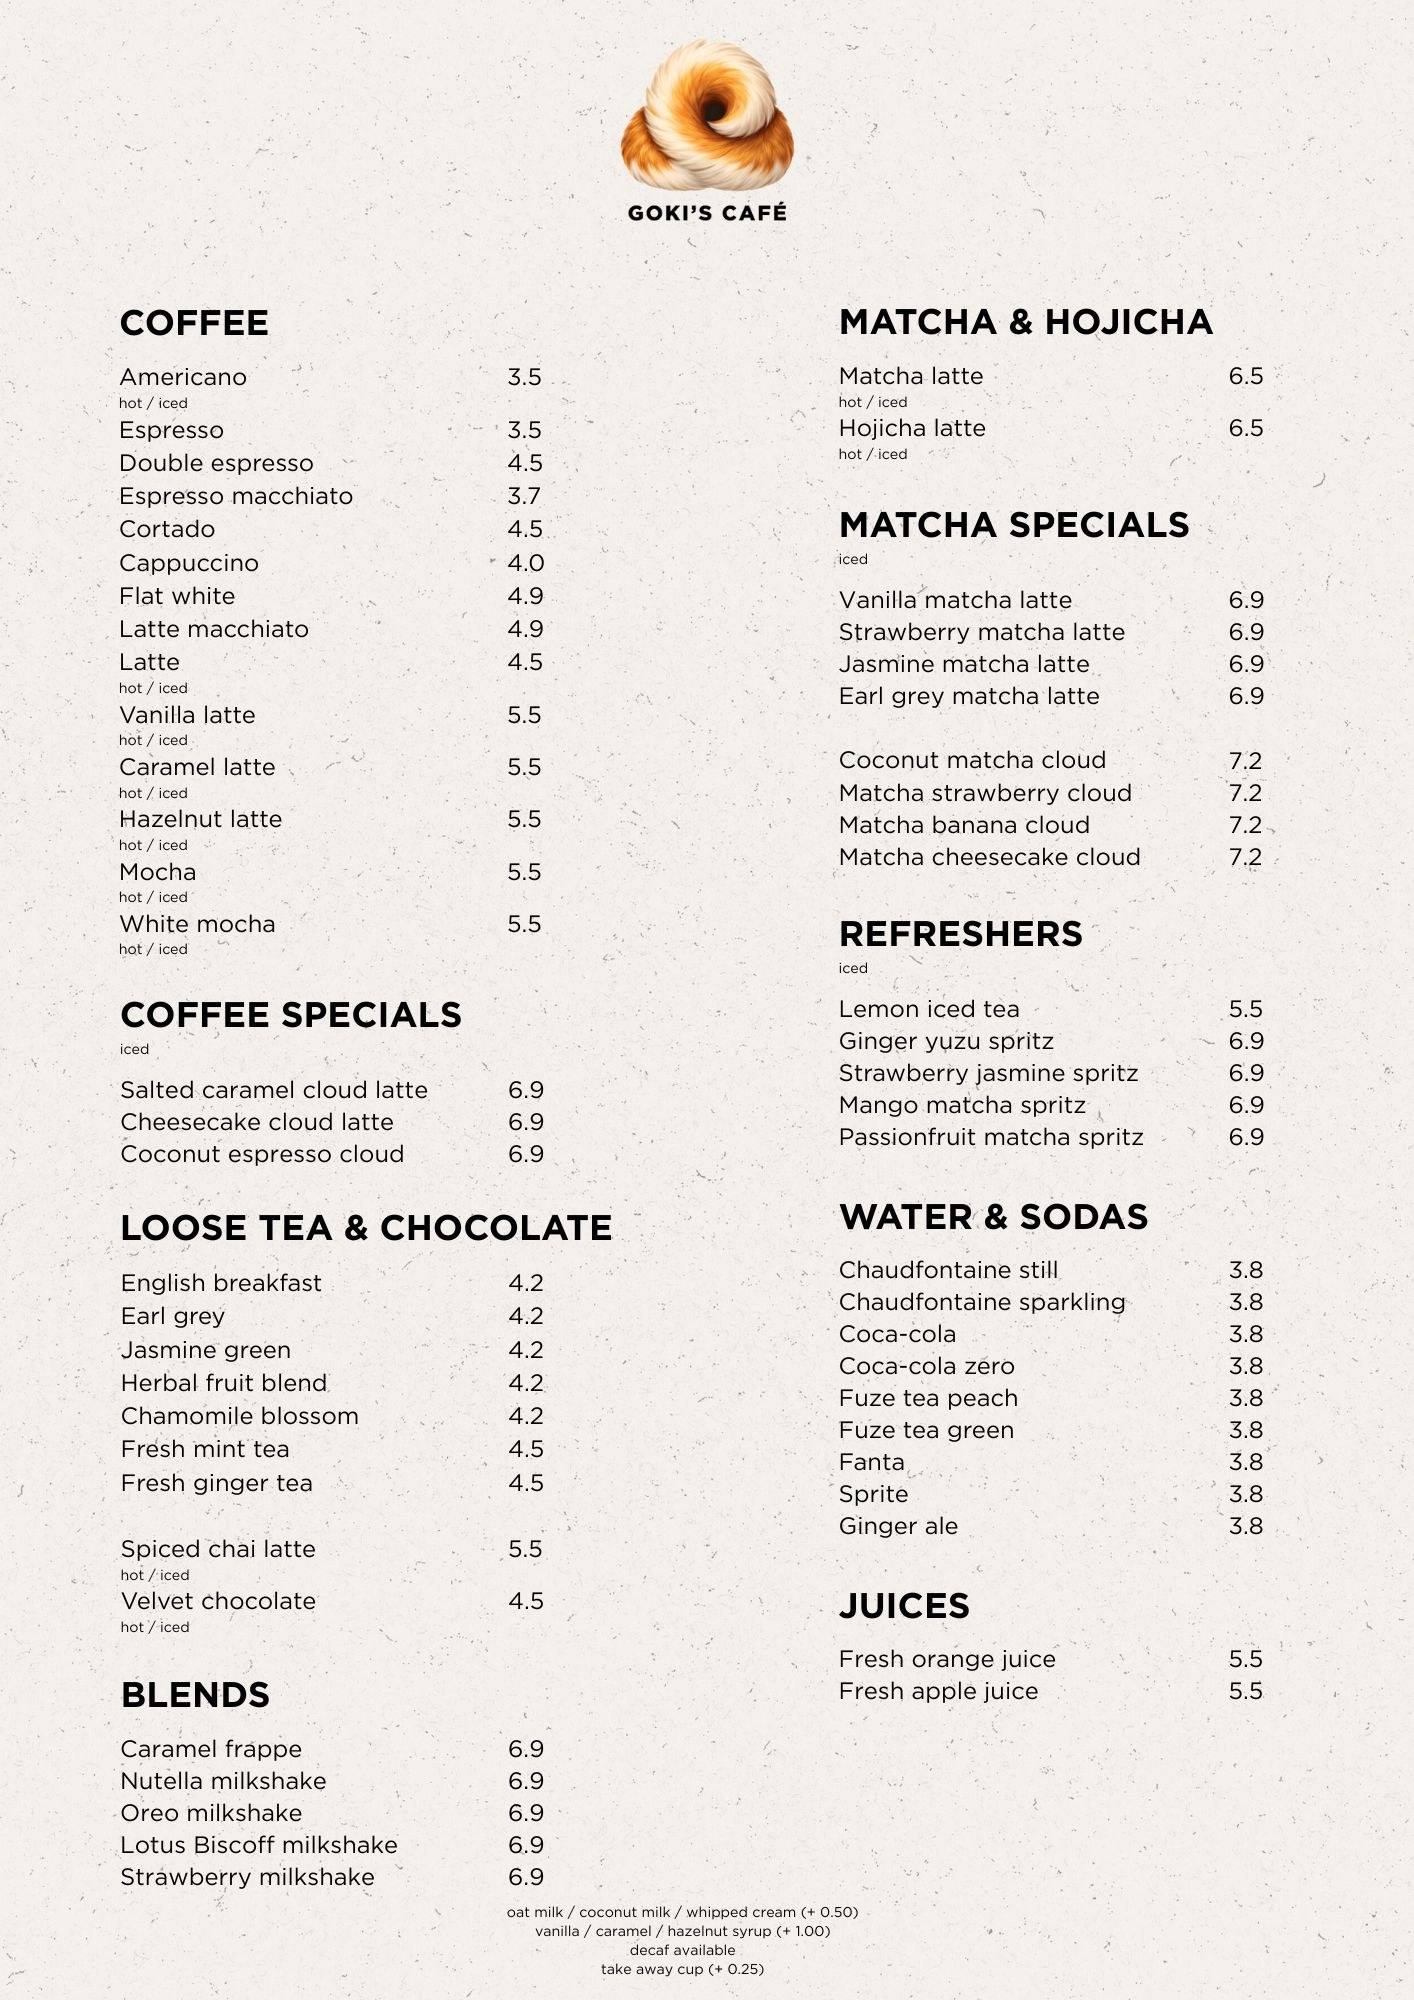 GOKI'S CAFÉ
COFFEE
Americano 3.5
hot / iced
Espresso 3.5
Double espresso 4.5
Espresso macchiato 3.7
Cortado 4.5
Cappuccino 4.0
Flat white 4.9
Latte macchiato 4.9
Latte 4.5
hot / iced
Vanilla latte 5.5
hot / iced
Caramel latte 5.5
hot / iced
Hazelnut latte 5.5
hot / iced
Mocha 5.5
hot / iced
White mocha 5.5
hot / iced
COFFEE SPECIALS
iced
Salted caramel cloud latte 6.9
Cheesecake cloud latte 6.9
Coconut espresso cloud 6.9
LOOSE TEA & CHOCOLATE
English breakfast 4.2
Earl grey 4.2
Jasmine green 4.2
Herbal fruit blend 4.2
Chamomile blossom 4.2
Fresh mint tea 4.5
Fresh ginger tea 4.5
Spiced chai latte 5.5
hot / iced
Velvet chocolate 4.5
hot / iced
BLENDS
Caramel frappe 6.9
Nutella milkshake 6.9
Oreo milkshake 6.9
Lotus Biscoff milkshake 6.9
Strawberry milkshake 6.9
MATCHA & HOJICHA
Matcha latte 6.5
hot / iced
Hojicha latte 6.5
hot / iced
MATCHA SPECIALS
iced
Vanilla matcha latte 6.9
Strawberry matcha latte 6.9
Jasmine matcha latte 6.9
Earl grey matcha latte 6.9
Coconut matcha cloud 7.2
Matcha strawberry cloud 7.2
Matcha banana cloud 7.2
Matcha cheesecake cloud 7.2
REFRESHERS
iced
Lemon iced tea 5.5
Ginger yuzu spritz 6.9
Strawberry jasmine spritz 6.9
Mango matcha spritz 6.9
Passionfruit matcha spritz 6.9
WATER & SODAS
Chaudfontaine still 3.8
Chaudfontaine sparkling 3.8
Coca-cola 3.8
Coca-cola zero 3.8
Fuze tea peach 3.8
Fuze tea green 3.8
Fanta 3.8
Sprite 3.8
Ginger ale 3.8
JUICES
Fresh orange juice 5.5
Fresh apple juice 5.5
oat milk / coconut milk / whipped cream (+ 0.50)
vanilla / caramel / hazelnut syrup (+ 1.00)
decaf available
take away cup (+ 0.25)